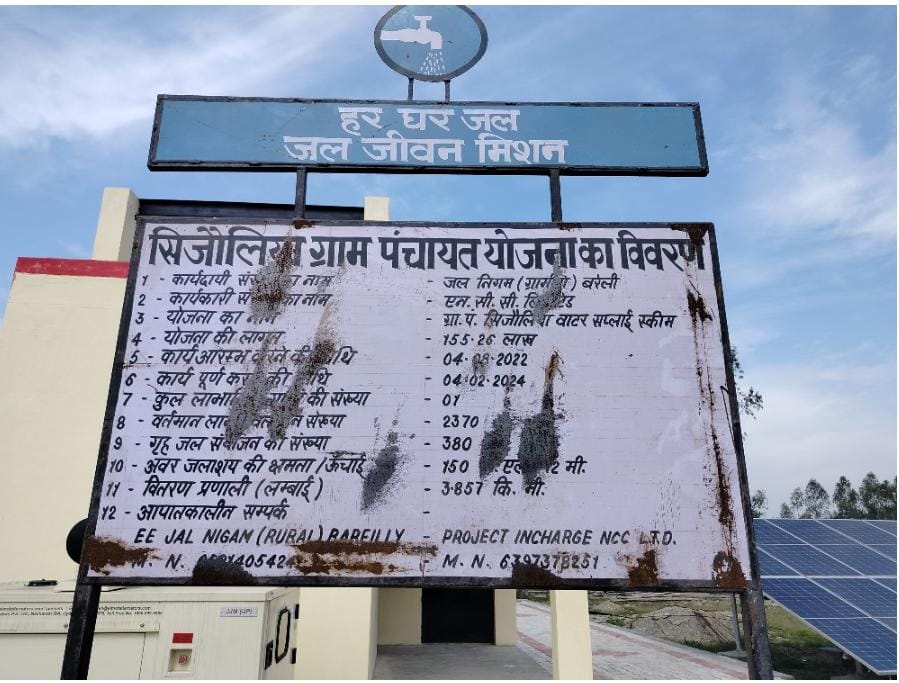 हर घर जल
जल जीवन मिशन
सिजौलिया ग्राम पंचायत योजना का विवरण
1 - कार्यदायी का नाम - जल निगम ( ) बरेली
2 - कार्यकारी का नाम - एन. सी. सी.
3 - योजना का नाम - ग्रा. पं. सिजौलिया वाटर सप्लाई स्कीम
4 - योजना की लागत - 155.26 लाख
5 - कार्य आरम्भ करने की तिथि - 04.08.2022
6 - कार्य पूर्ण की - 04.02.2024
7 - कुल की संख्या - 01
8 - वर्तमान संख्या - 2370
9 - गृह जल संयोजन की संख्या - 380
10 - अवर जलाशय की क्षमता / ऊँचाई - 150 12 मी.
11 - वितरण प्रणाली (लम्बाई) - 3.857 कि. मी.
12 - आपातकालीन सम्पर्क -
EE JAL NIGAM (RURAL) BAREILLY - PROJECT INCHARGE NCC LTD.
M. N. - M. N. 6397378251
JJM (UP)